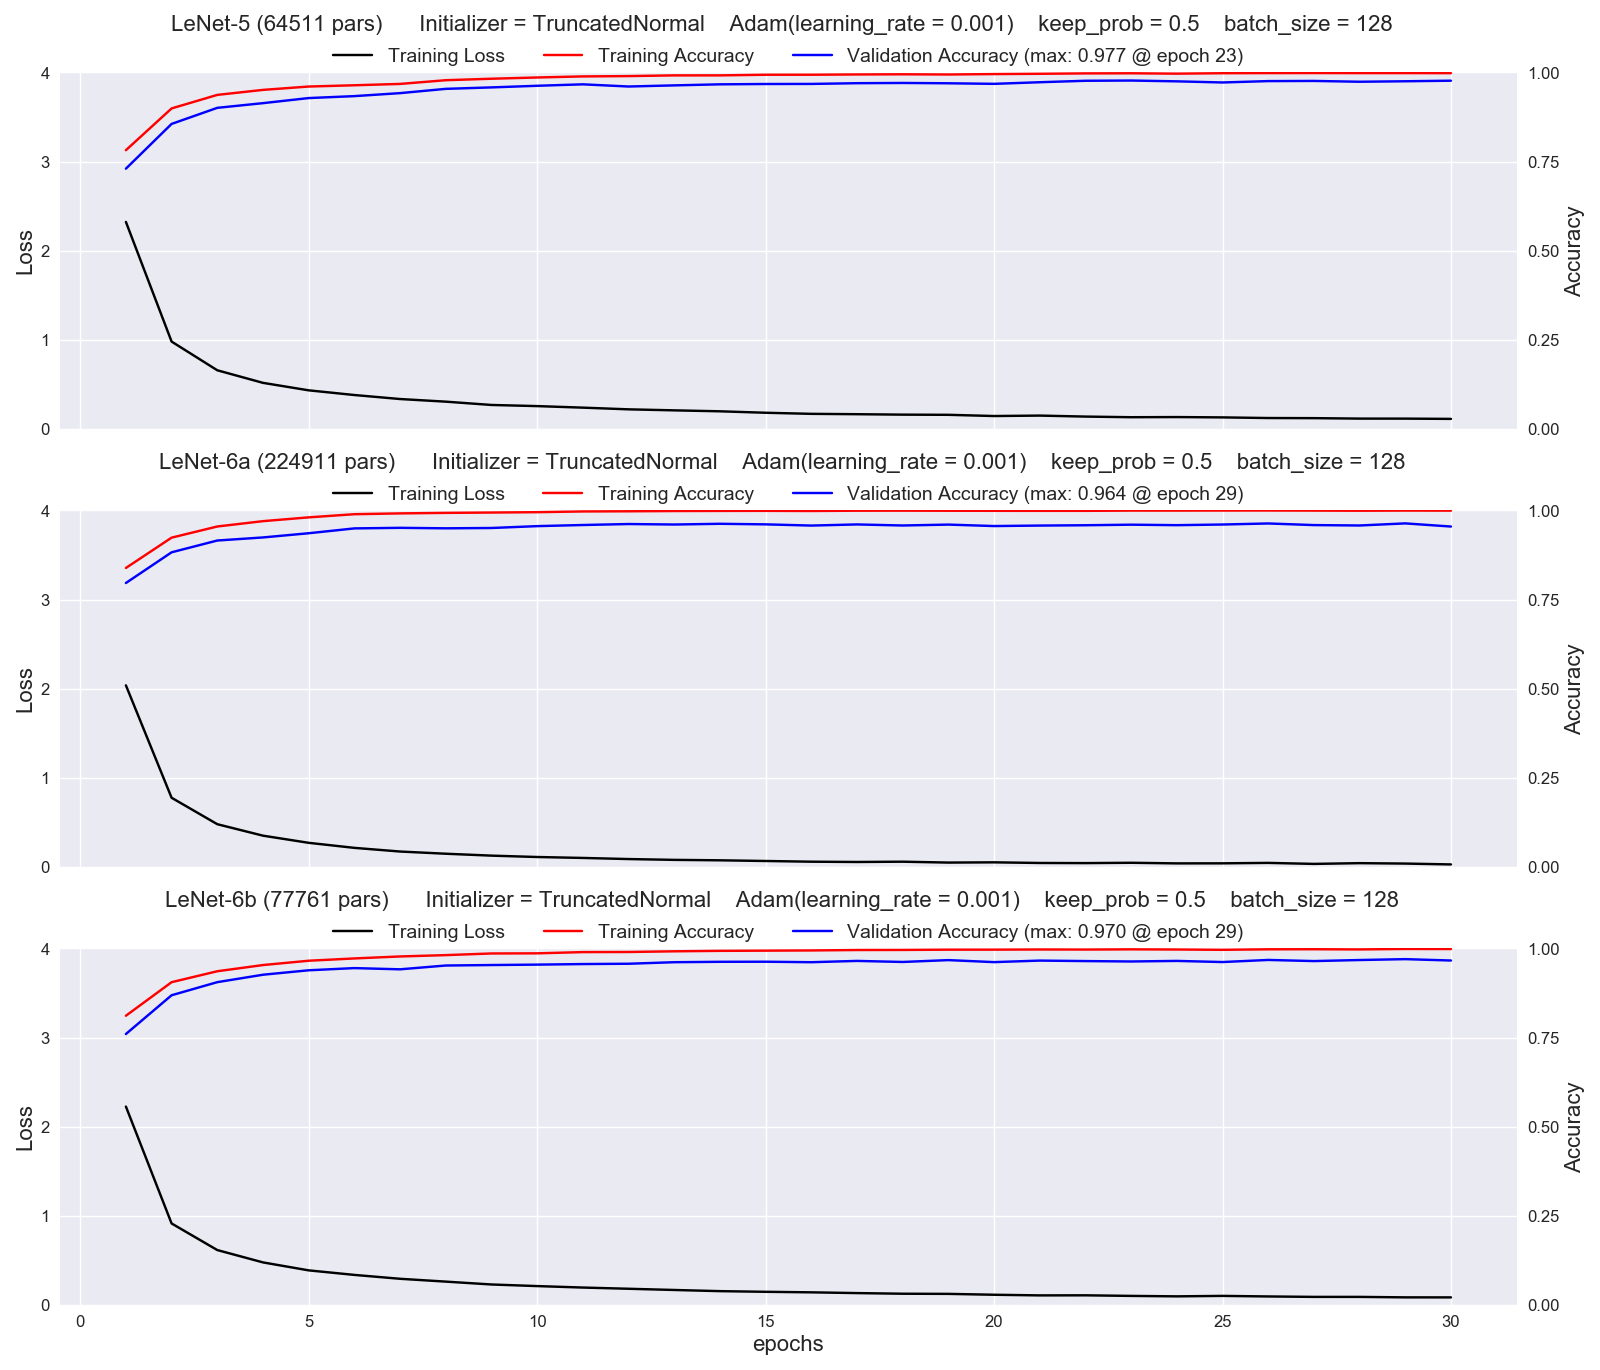 LeNet-5 (64511 pars) Initializer = TruncatedNormal Adam(learning_rate = 0.001) keep_prob = 0.5 batch_size = 128
Training Loss Training Accuracy Validation Accuracy (max: 0.977 @ epoch 23)
4 1.00
3 0.75
Loss
2 0.50
Accuracy
1 0.25
0 0.00
LeNet-6a (224911 pars) Initializer = TruncatedNormal Adam(learning_rate = 0.001) keep_prob = 0.5 batch_size = 128
Training Loss Training Accuracy Validation Accuracy (max: 0.964 @ epoch 29)
4 1.00
3 0.75
Loss
2 0.50
Accuracy
1 0.25
0 0.00
LeNet-6b (77761 pars) Initializer = TruncatedNormal Adam(learning_rate = 0.001) keep_prob = 0.5 batch_size = 128
Training Loss Training Accuracy Validation Accuracy (max: 0.970 @ epoch 29)
4 1.00
3 0.75
Loss
2 0.50
Accuracy
1 0.25
0 0.00
0 5 10 15 20 25 30
epochs